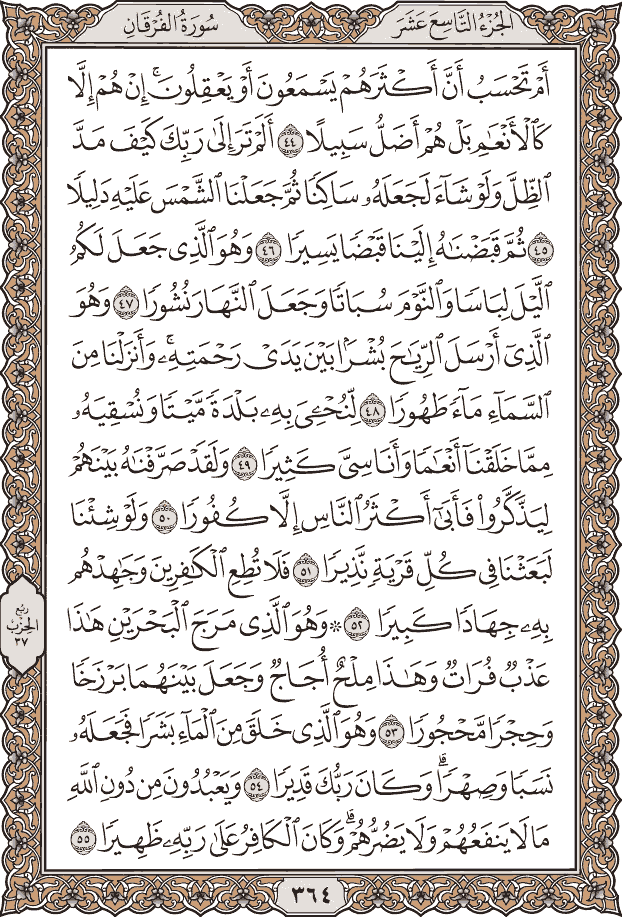 الجُزْءُ التَّاسِعَ عَشَرَ
سُورَةُ الفُرْقَانِ
أَمْ تَحْسَبُ أَنَّ أَكْثَرَهُمْ يَسْمَعُونَ أَوْ يَعْقِلُونَۚ إِنْ هُمْ إِلَّا
كَٱلْأَنْعَٰمِ بَلْ هُمْ أَضَلُّ سَبِيلًا ٤٤ أَلَمْ تَرَ إِلَىٰ رَبِّكَ كَيْفَ مَدَّ
ٱلظِّلَّ وَلَوْ شَآءَ لَجَعَلَهُۥ سَاكِنًا ثُمَّ جَعَلْنَا ٱلشَّمْسَ عَلَيْهِ دَلِيلًا
٤٥ ثُمَّ قَبَضْنَٰهُ إِلَيْنَا قَبْضًا يَسِيرًا ٤٦ وَهُوَ ٱلَّذِى جَعَلَ لَكُمُ
ٱلَّيْلَ لِبَاسًا وَٱلنَّوْمَ سُبَاتًا وَجَعَلَ ٱلنَّهَارَ نُشُورًا ٤٧ وَهُوَ
ٱلَّذِىٓ أَرْسَلَ ٱلرِّيَٰحَ بُشْرًۢا بَيْنَ يَدَىْ رَحْمَتِهِۦۚ وَأَنزَلْنَا مِنَ
ٱلسَّمَآءِ مَآءً طَهُورًا ٤٨ لِّنُحْۦِىَ بِهِۦ بَلْدَةً مَّيْتًا وَنُسْقِيَهُۥ
مِمَّا خَلَقْنَآ أَنْعَٰمًا وَأَنَاسِىَّ كَثِيرًا ٤٩ وَلَقَدْ صَرَّفْنَٰهُ بَيْنَهُمْ
لِيَذَّكَّرُوا۟ فَأَبَىٰٓ أَكْثَرُ ٱلنَّاسِ إِلَّا كُفُورًا ٥٠ وَلَوْ شِئْنَا
لَبَعَثْنَا فِى كُلِّ قَرْيَةٍ نَّذِيرًا ٥١ فَلَا تُطِعِ ٱلْكَٰفِرِينَ وَجَٰهِدْهُم
بِهِۦ جِهَادًا كَبِيرًا ٥٢ ۞ وَهُوَ ٱلَّذِى مَرَجَ ٱلْبَحْرَيْنِ هَٰذَا
عَذْبٌ فُرَاتٌ وَهَٰذَا مِلْحٌ أُجَاجٌ وَجَعَلَ بَيْنَهُمَا بَرْزَخًا
وَحِجْرًا مَّحْجُورًا ٥٣ وَهُوَ ٱلَّذِى خَلَقَ مِنَ ٱلْمَآءِ بَشَرًا فَجَعَلَهُۥ
نَسَبًا وَصِهْرًاۗ وَكَانَ رَبُّكَ قَدِيرًا ٥٤ وَيَعْبُدُونَ مِن دُونِ ٱللَّهِ
مَا لَا يَنفَعُهُمْ وَلَا يَضُرُّهُمْۗ وَكَانَ ٱلْكَافِرُ عَلَىٰ رَبِّهِۦ ظَهِيرًا ٥٥
ربع
الحزب
٣٧
٣٦٤